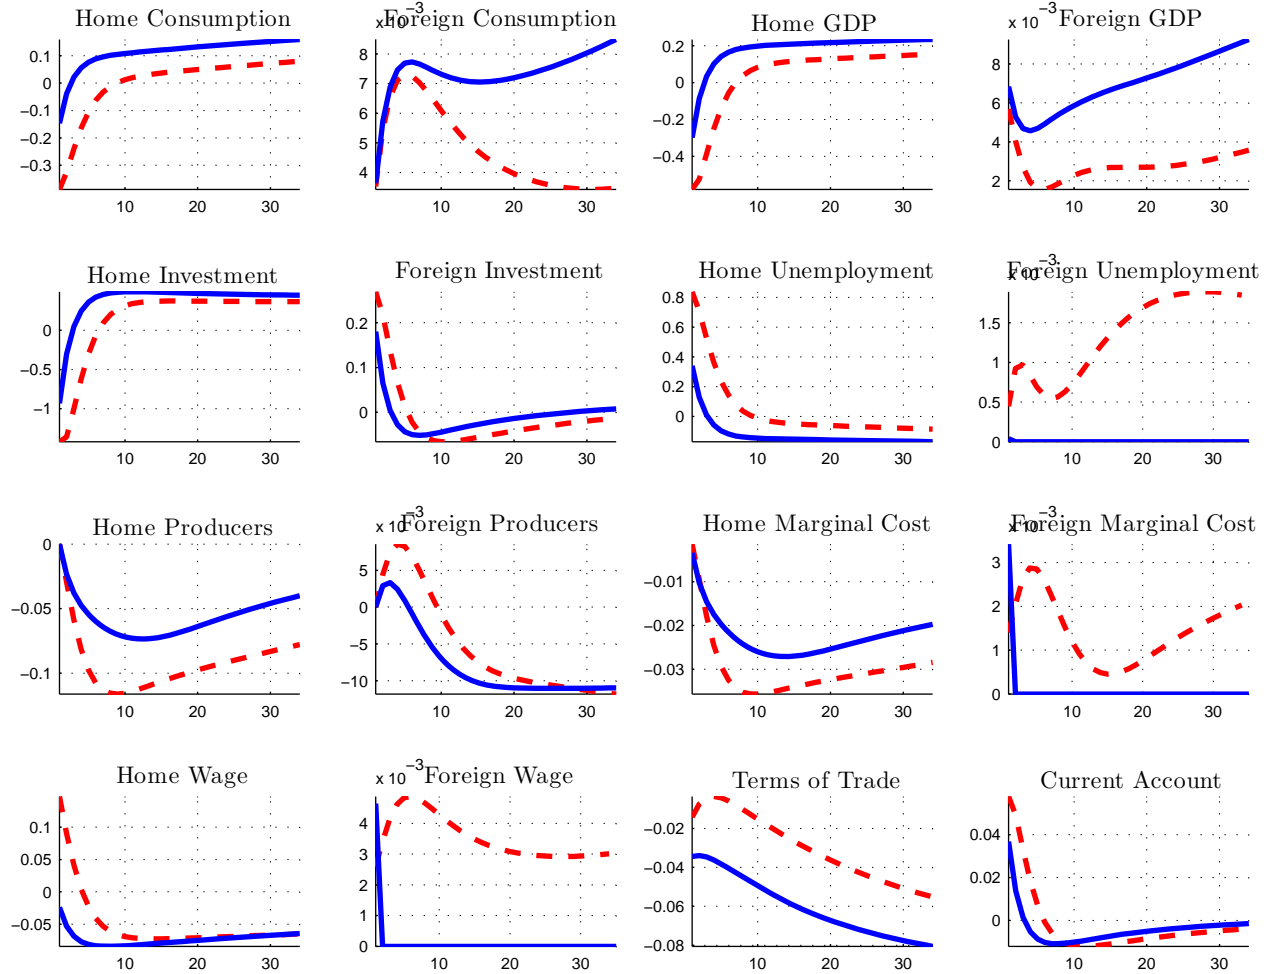 Home Consumption
x 10−3 Foreign Consumption
Home GDP
x 10−3 Foreign GDP
0.1 0 −0.1 −0.2 −0.3
8 7 6 5 4
0.2 0 −0.2 −0.4
8 6 4 2
10 20 30 10 20 30 10 20 30 10 20 30
Home Investment
Foreign Investment
Home Unemployment
x 10−3 Foreign Unemployment
0 −0.5 −1
0.2 0.1 0
0.8 0.6 0.4 0.2 0
1.5 1 0.5 0
10 20 30 10 20 30 10 20 30 10 20 30
Home Producers
x 10−3 Foreign Producers
Home Marginal Cost
x 10−3 Foreign Marginal Cost
0 −0.05 −0.1
5 0 −5 −10
−0.01 −0.02 −0.03
3 2 1 0
10 20 30 10 20 30 10 20 30 10 20 30
Home Wage
x 10−3 Foreign Wage
Terms of Trade
Current Account
0.1 0.05 0 −0.05
4 3 2 1 0
−0.02 −0.04 −0.06 −0.08
0.04 0.02 0
10 20 30 10 20 30 10 20 30 10 20 30